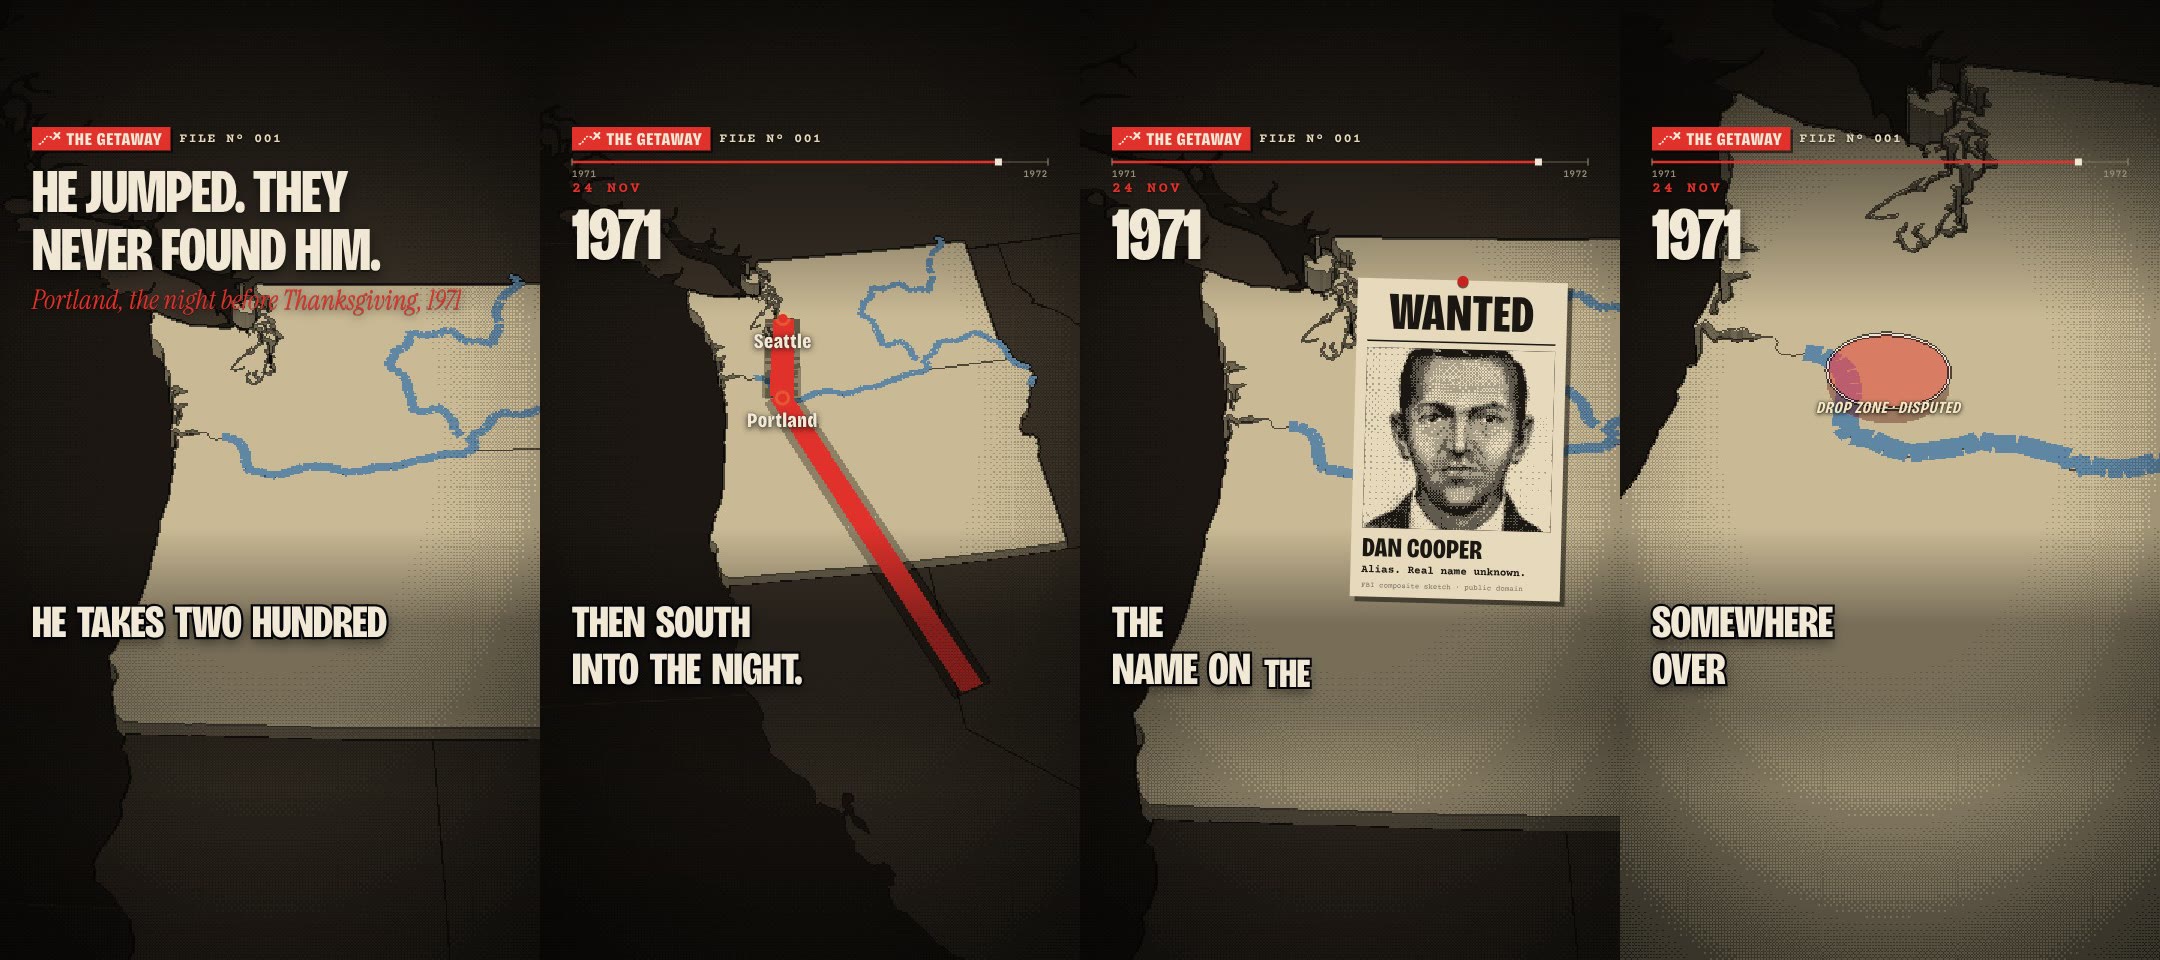 THE GETAWAY FILE Nº 001
HE JUMPED. THEY
NEVER FOUND HIM.
Portland, the night before Thanksgiving, 1971
HE TAKES TWO HUNDRED
THE GETAWAY FILE Nº 001
1971 1972
24 NOV
1971
Seattle
Portland
THEN SOUTH
INTO THE NIGHT.
THE GETAWAY FILE Nº 001
1971 1972
24 NOV
1971
WANTED
DAN COOPER
Alias. Real name unknown.
FBI composite sketch · public domain
THE
NAME ON THE
THE GETAWAY FILE Nº 001
1971 1972
24 NOV
1971
DROP ZONE—DISPUTED
SOMEWHERE
OVER